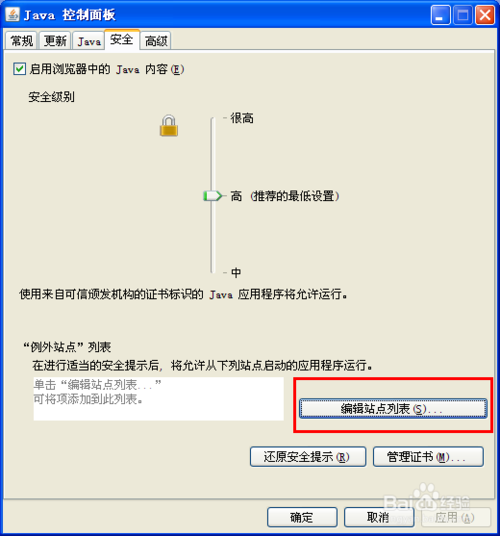 Java 控制面板
常规 更新 Java 安全 高级
启用浏览器中的 Java 内容(E)
安全级别
很高
高 (推荐的最低设置)
中
使用来自可信颁发机构的证书标识的 Java 应用程序将允许运行。
“例外站点”列表
在进行适当的安全提示后，将允许从下列站点启动的应用程序运行。
单击“编辑站点列表...”
可将项添加到此列表。
编辑站点列表(S)...
还原安全提示(R)
管理证书(M)...
Bai 经验
确定 取消 应用(A)